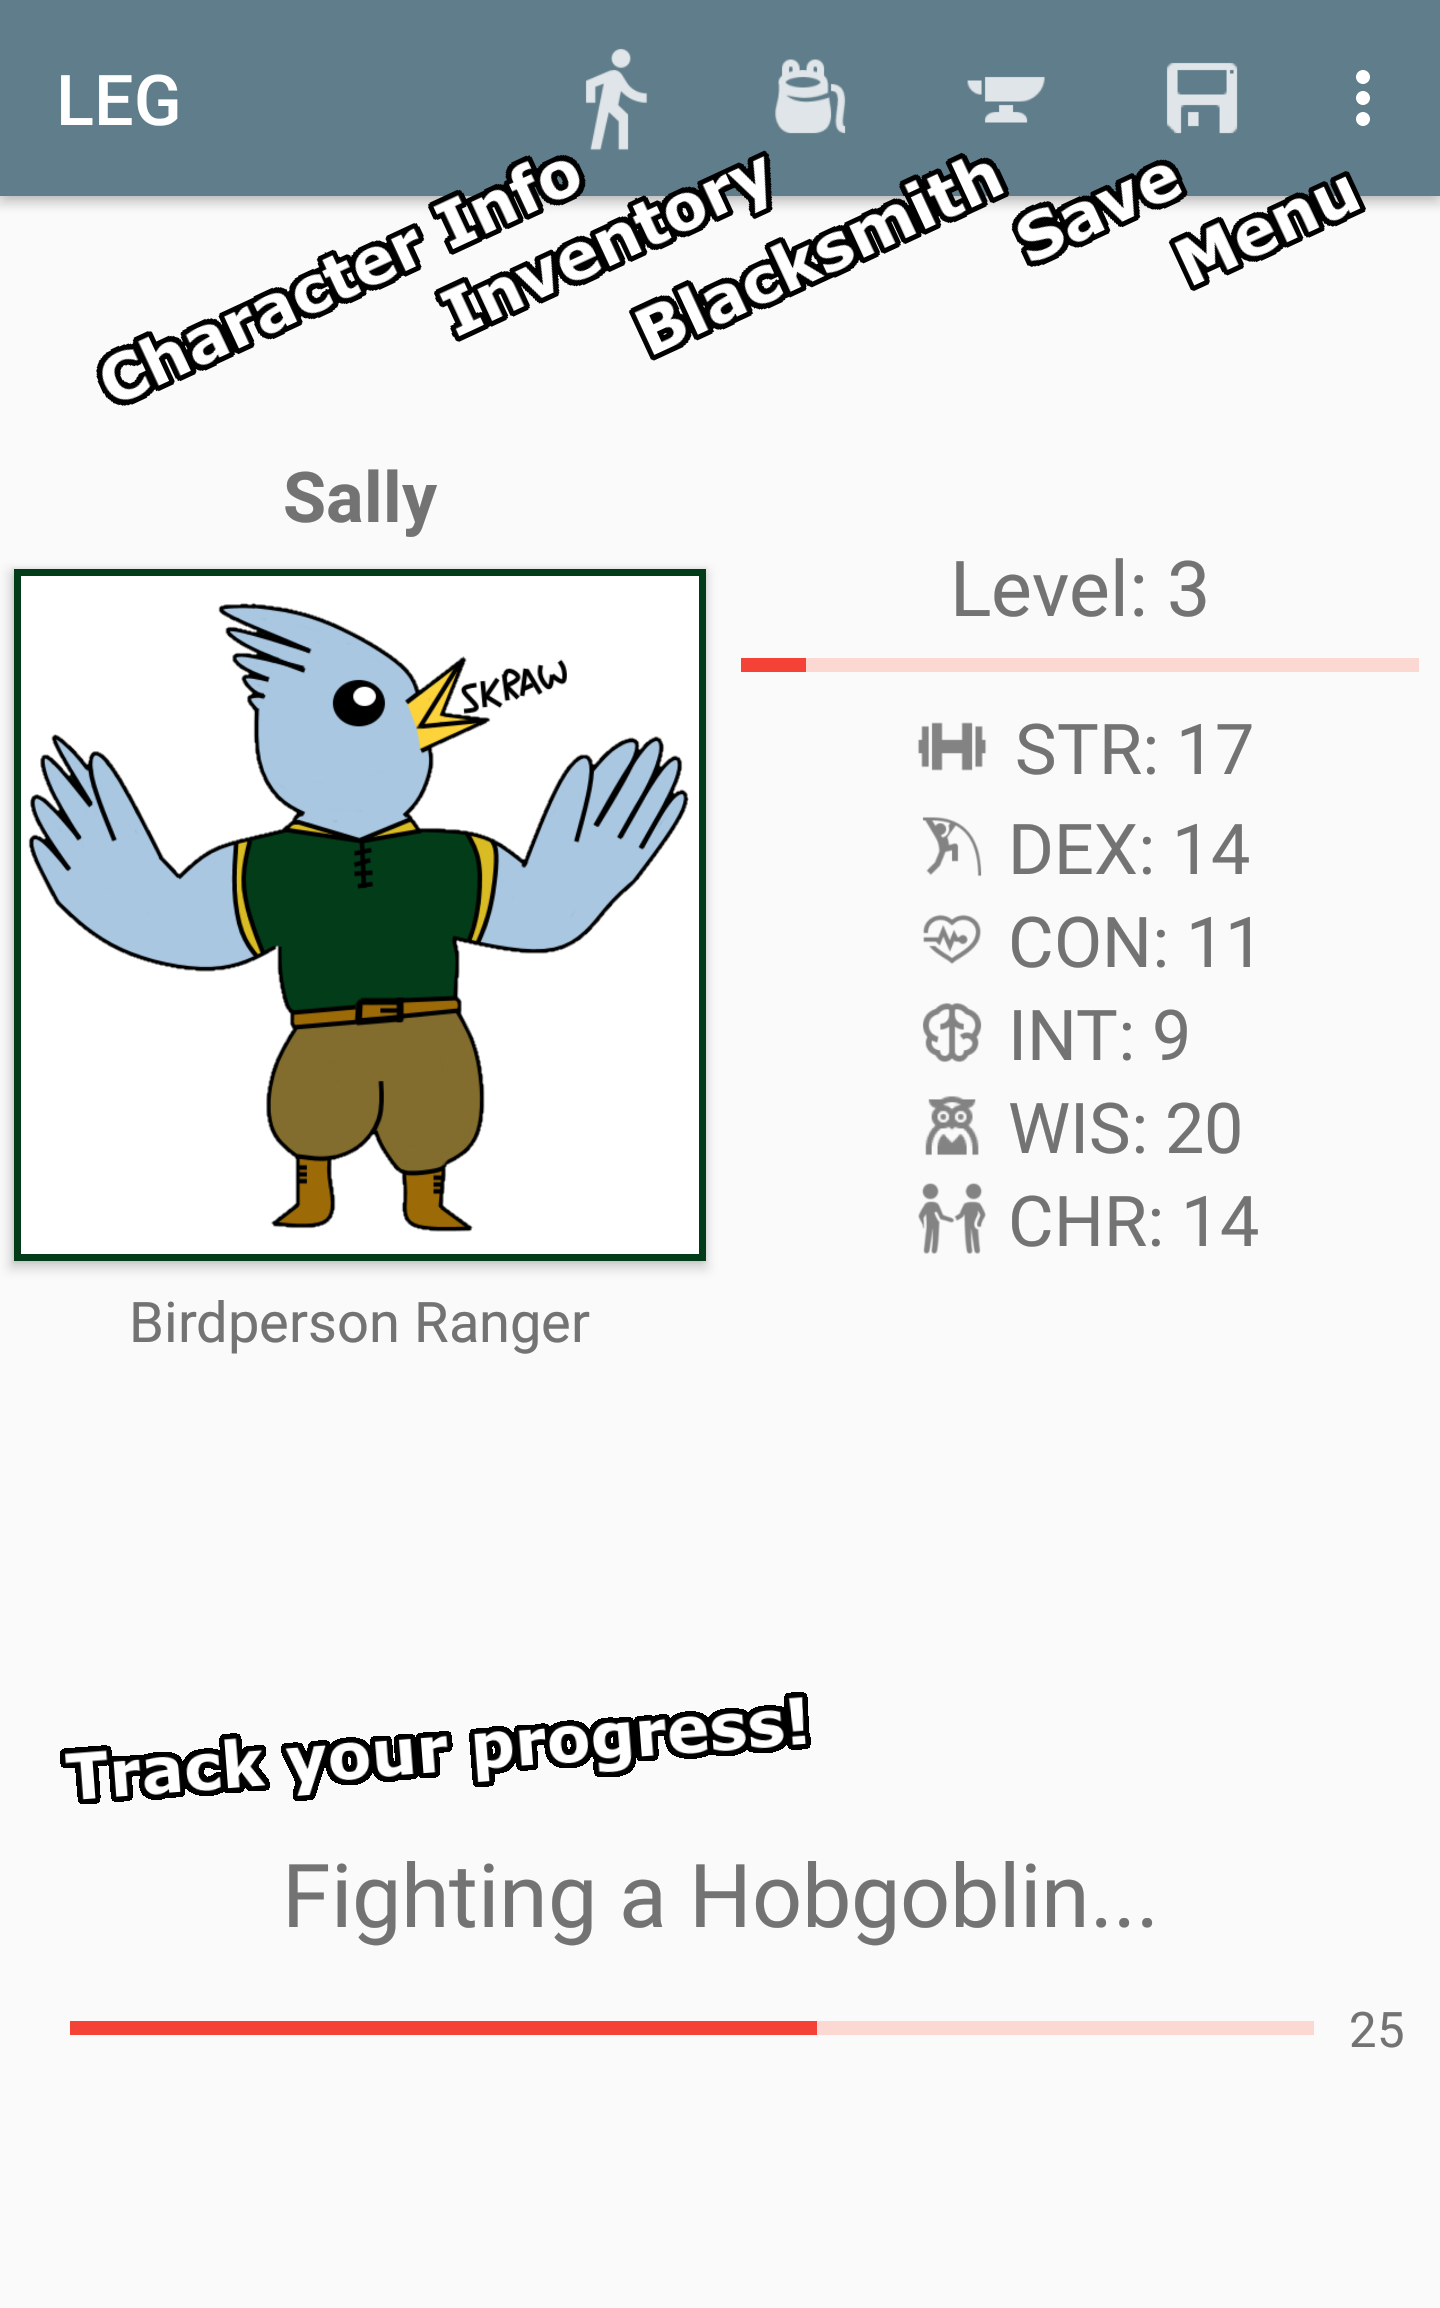 LEG
Character Info
Inventory
Blacksmith
Save
Menu
Sally
SKRAW
Birdperson Ranger
Level: 3
STR: 17
DEX: 14
CON: 11
INT: 9
WIS: 20
CHR: 14
Track your progress!
Fighting a Hobgoblin...
25